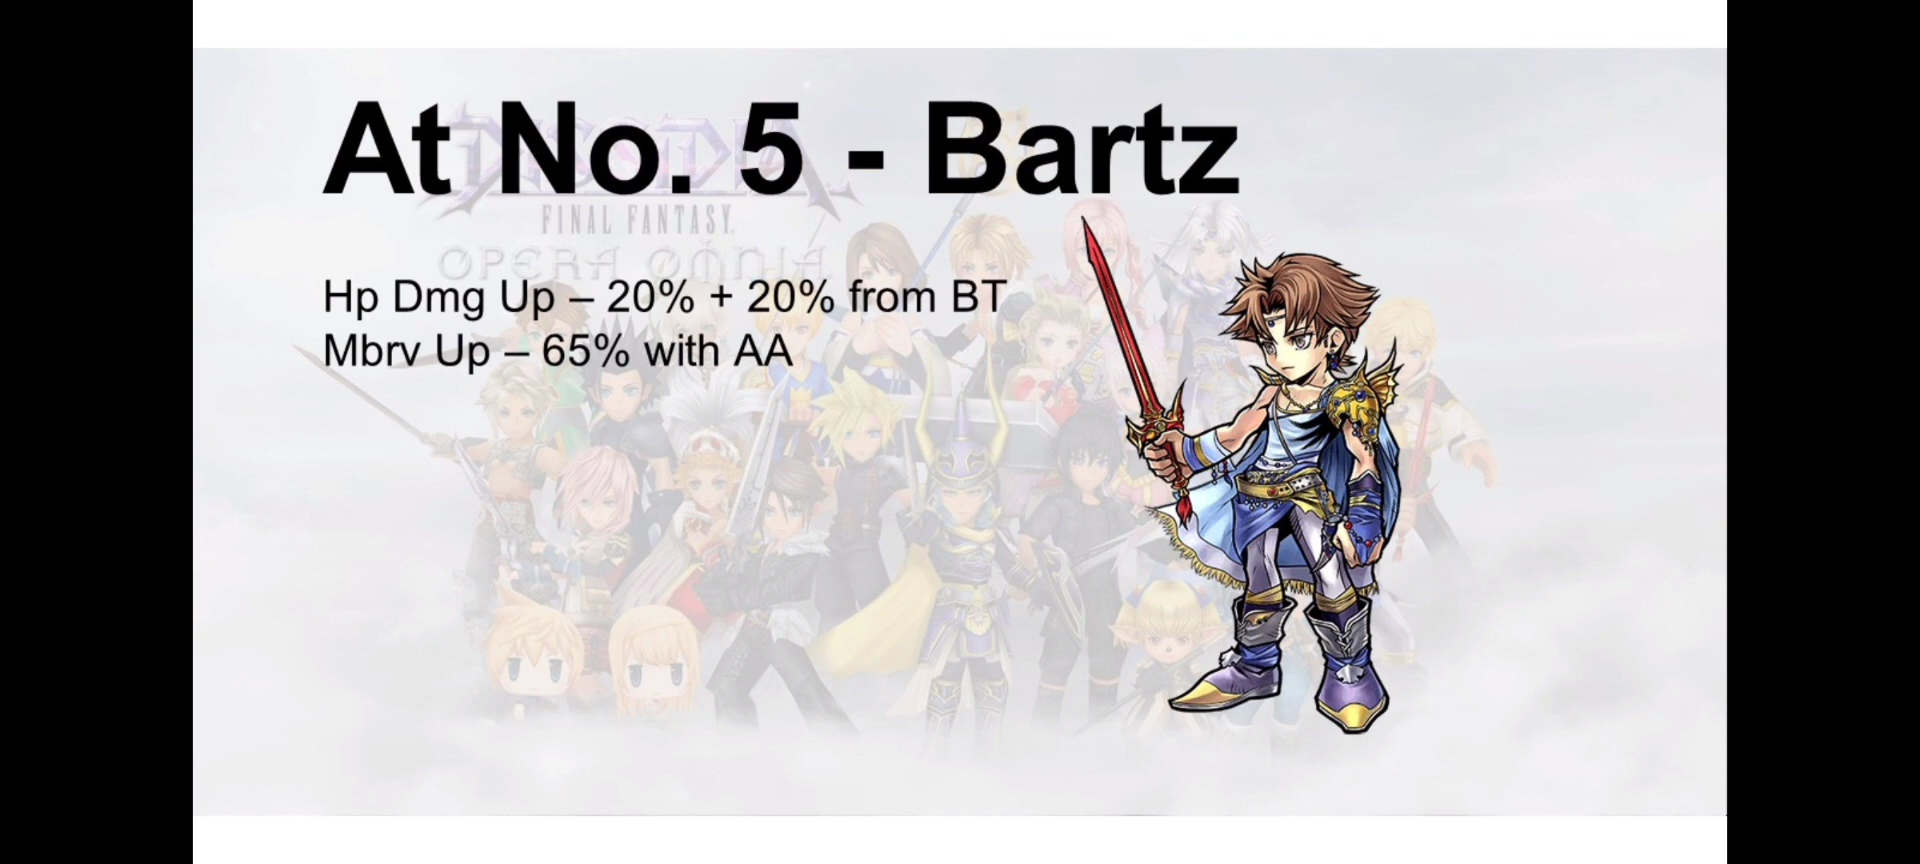 At No. 5 - Bartz
DISSIDIA
FINAL FANTASY.
OPERA OMNIA
Hp Dmg Up – 20% + 20% from BT
Mbrv Up – 65% with AA